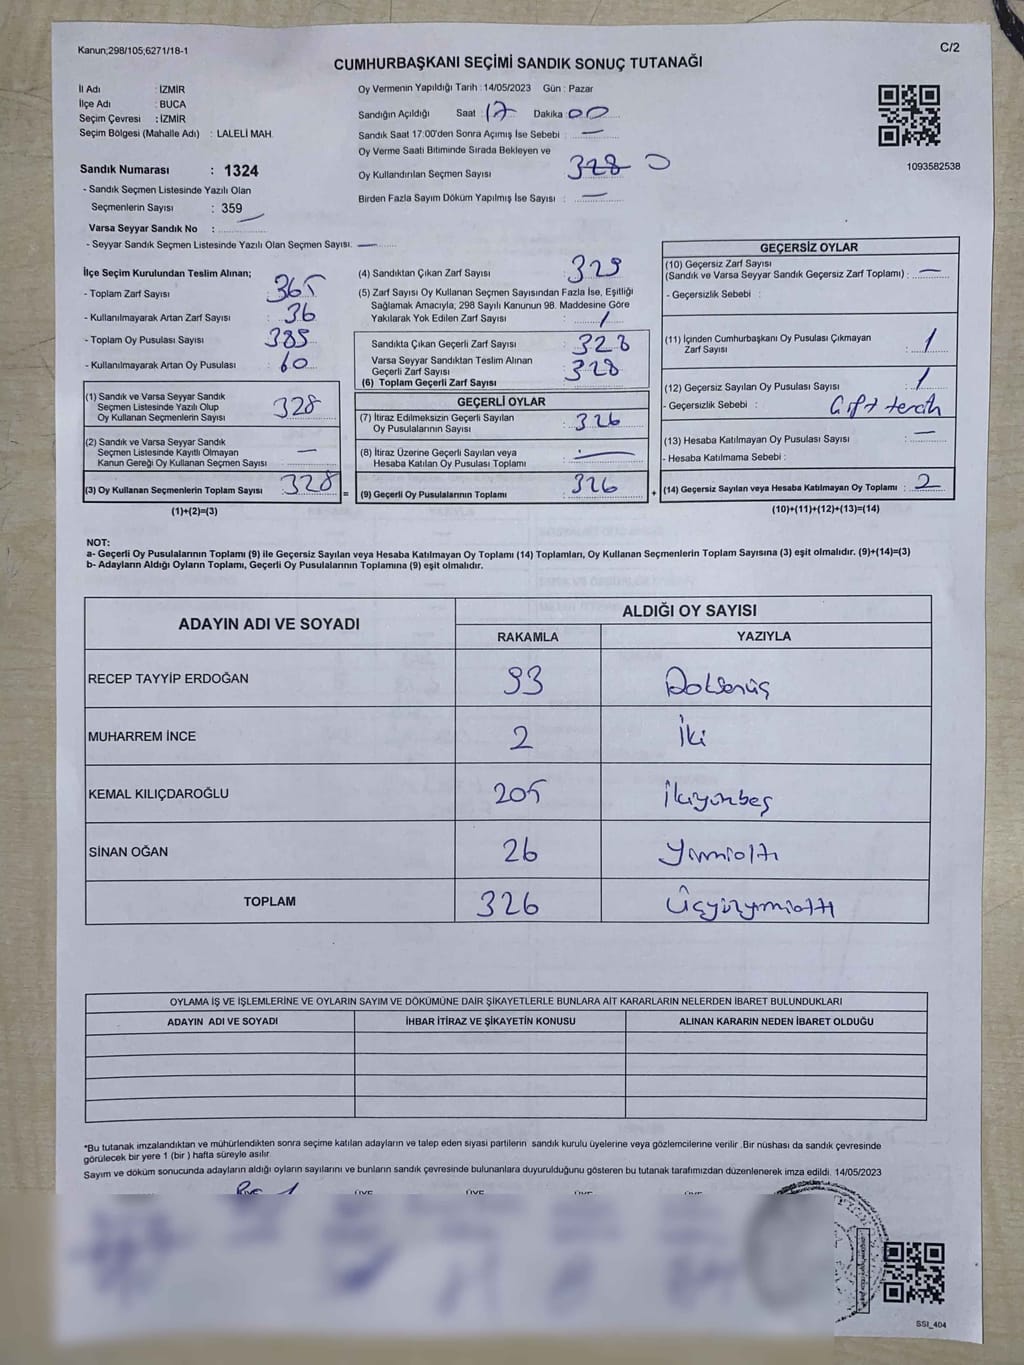 Kanun;298/105,6271/18-1
C/2
CUMHURBAŞKANI SEÇİMİ SANDIK SONUÇ TUTANAĞI
İl Adı : İZMİR
İlçe Adı : BUCA
Seçim Çevresi : İZMİR
Seçim Bölgesi (Mahalle Adı) : LALELİ MAH.
Sandık Numarası : 1324
- Sandık Seçmen Listesinde Yazılı Olan
Seçmenlerin Sayısı : 359
Varsa Seyyar Sandık No :
- Seyyar Sandık Seçmen Listesinde Yazılı Olan Seçmen Sayısı: —
Oy Vermenin Yapıldığı Tarih : 14/05/2023 Gün : Pazar
Sandığın Açıldığı Saat 17 Dakika 00
Sandık Saat 17:00'den Sonra Açımış İse Sebebi : —
Oy Verme Saati Bitiminde Sırada Bekleyen ve
Oy Kullandırılan Seçmen Sayısı 328 0
Birden Fazla Sayım Döküm Yapılmış İse Sayısı : —
1093582538
İlçe Seçim Kurulundan Teslim Alınan;
- Toplam Zarf Sayısı : 365
- Kullanılmayarak Artan Zarf Sayısı : 36
- Toplam Oy Pusulası Sayısı : 385
- Kullanılmayarak Artan Oy Pusulası : 60
(1) Sandık ve Varsa Seyyar Sandık
Seçmen Listesinde Yazılı Olup
Oy Kullanan Seçmenlerin Sayısı : 328
(2) Sandık ve Varsa Seyyar Sandık
Seçmen Listesinde Kayıtlı Olmayan
Kanun Gereği Oy Kullanan Seçmen Sayısı —
(3) Oy Kullanan Seçmenlerin Toplam Sayısı : 328
(1)+(2)=(3)
(4) Sandıktan Çıkan Zarf Sayısı : 329
(5) Zarf Sayısı Oy Kullanan Seçmen Sayısından Fazla İse, Eşitliği
Sağlamak Amacıyla, 298 Sayılı Kanunun 98. Maddesine Göre
Yakılarak Yok Edilen Zarf Sayısı : 1
Sandıkta Çıkan Geçerli Zarf Sayısı : 328
Varsa Seyyar Sandıktan Teslim Alınan
Geçerli Zarf Sayısı : 328
(6) Toplam Geçerli Zarf Sayısı
GEÇERLİ OYLAR
(7) İtiraz Edilmeksizin Geçerli Sayılan
Oy Pusulalarının Sayısı : 326
(8) İtiraz Üzerine Geçerli Sayılan veya
Hesaba Katılan Oy Pusulası Toplamı : —
= (9) Geçerli Oy Pusulalarının Toplamı : 326
GEÇERSİZ OYLAR
(10) Geçersiz Zarf Sayısı
(Sandık ve Varsa Seyyar Sandık Geçersiz Zarf Toplamı) : —
- Geçersizlik Sebebi :
(11) İçinden Cumhurbaşkanı Oy Pusulası Çıkmayan
Zarf Sayısı : 1
(12) Geçersiz Sayılan Oy Pusulası Sayısı : 1
- Geçersizlik Sebebi : Çift tercih
(13) Hesaba Katılmayan Oy Pusulası Sayısı : —
- Hesaba Katılmama Sebebi :
+ (14) Geçersiz Sayılan veya Hesaba Katılmayan Oy Toplamı : 2
(10)+(11)+(12)+(13)=(14)
NOT:
a- Geçerli Oy Pusulalarının Toplamı (9) ile Geçersiz Sayılan veya Hesaba Katılmayan Oy Toplamı (14) Toplamları, Oy Kullanan Seçmenlerin Toplam Sayısına (3) eşit olmalıdır. (9)+(14)=(3)
b- Adayların Aldığı Oyların Toplamı, Geçerli Oy Pusulalarının Toplamına (9) eşit olmalıdır.
ADAYIN ADI VE SOYADI
ALDIĞI OY SAYISI
RAKAMLA YAZIYLA
RECEP TAYYİP ERDOĞAN 93 Doksanüç
MUHARREM İNCE 2 İki
KEMAL KILIÇDAROĞLU 205 İkiyüzbeş
SİNAN OĞAN 26 Yirmialtı
TOPLAM 326 Üçyüzyirmialtı
OYLAMA İŞ VE İŞLEMLERİNE VE OYLARIN SAYIM VE DÖKÜMÜNE DAİR ŞİKAYETLERLE BUNLARA AİT KARARLARIN NELERDEN İBARET BULUNDUKLARI
ADAYIN ADI VE SOYADI İHBAR İTİRAZ VE ŞİKAYETİN KONUSU ALINAN KARARIN NEDEN İBARET OLDUĞU
*Bu tutanak imzalandıktan ve mühürlendikten sonra seçime katılan adayların ve talep eden siyasi partilerin sandık kurulu üyelerine veya gözlemcilerine verilir .Bir nüshası da sandık çevresinde
görülecek bir yere 1 (bir ) hafta süreyle asılır.
Sayım ve döküm sonucunda adayların aldığı oyların sayılarını ve bunların sandık çevresinde bulunanlara duyurulduğunu gösteren bu tutanak tarafımızdan düzenlenerek imza edildi. 14/05/2023
ÜYE ÜYE ÜYE ÜYE
SSI_404